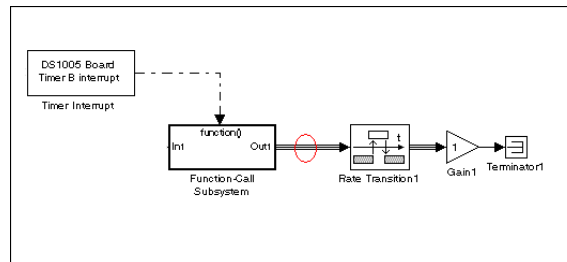 DS1005 Board
Timer B interrupt
Timer Interrupt
function()
In1
Out1
Function-Call
Subsystem
t
Rate Transition1
1
Gain1
Terminator1